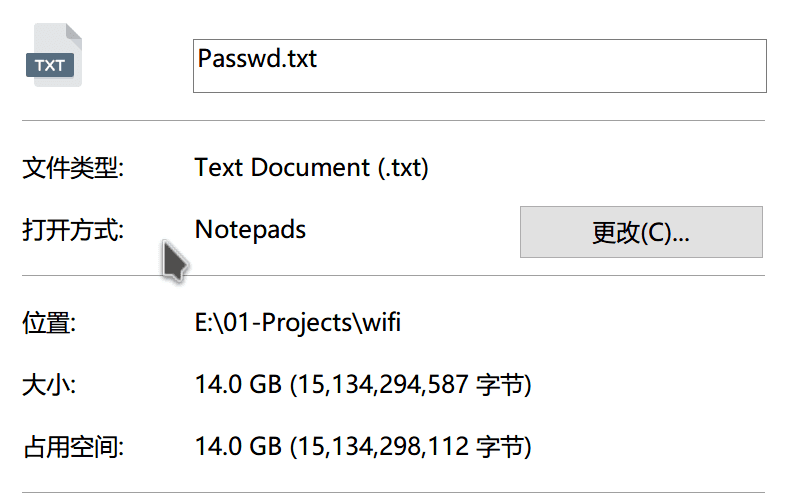 TXT
Passwd.txt
文件类型: Text Document (.txt)
打开方式: Notepads 更改(C)...
位置: E:\01-Projects\wifi
大小: 14.0 GB (15,134,294,587 字节)
占用空间: 14.0 GB (15,134,298,112 字节)